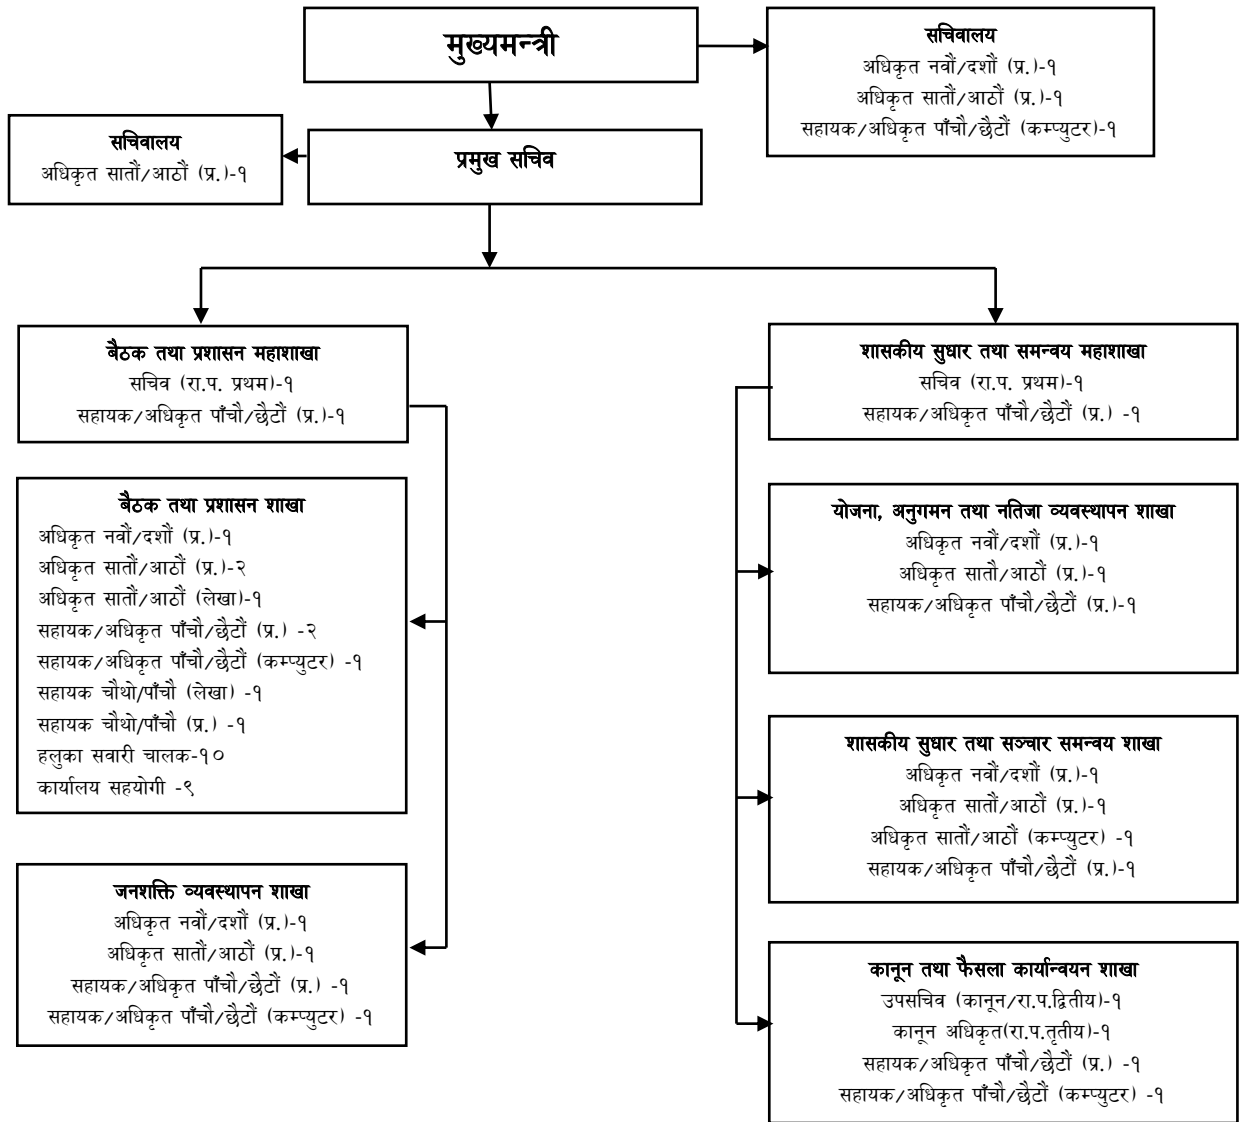 मुख्यमन्त्री
सचिवालय
अधिकृत नवौं/दशौं (प्र.)-१
अधिकृत सातौं/आठौं (प्र.)-१
सहायक/अधिकृत पाँचौ/छैटौं (कम्प्युटर)-१
सचिवालय
अधिकृत सातौं/आठौं (प्र.)-१
प्रमुख सचिव
बैठक तथा प्रशासन महाशाखा
सचिव (रा.प. प्रथम)-१
सहायक/अधिकृत पाँचौ/छैटौं (प्र.)-१
बैठक तथा प्रशासन शाखा
अधिकृत नवौं/दशौं (प्र.)-१
अधिकृत सातौं/आठौं (प्र.)-२
अधिकृत सातौं/आठौं (लेखा)-१
सहायक/अधिकृत पाँचौ/छैटौं (प्र.) -२
सहायक/अधिकृत पाँचौ/छैटौं (कम्प्युटर) -१
सहायक चौथो/पाँचौ (लेखा) -१
सहायक चौथो/पाँचौ (प्र.) -१
हलुका सवारी चालक-१०
कार्यालय सहयोगी -९
जनशक्ति व्यवस्थापन शाखा
अधिकृत नवौं/दशौं (प्र.)-१
अधिकृत सातौं/आठौं (प्र.)-१
सहायक/अधिकृत पाँचौ/छैटौं (प्र.) -१
सहायक/अधिकृत पाँचौ/छैटौं (कम्प्युटर) -१
शासकीय सुधार तथा समन्वय महाशाखा
सचिव (रा.प. प्रथम)-१
सहायक/अधिकृत पाँचौ/छैटौं (प्र.) -१
योजना, अनुगमन तथा नतिजा व्यवस्थापन शाखा
अधिकृत नवौं/दशौं (प्र.)-१
अधिकृत सातौ/आठौं (प्र.)-१
सहायक/अधिकृत पाँचौ/छैटौं (प्र.)-१
शासकीय सुधार तथा सञ्चार समन्वय शाखा
अधिकृत नवौं/दशौं (प्र.)-१
अधिकृत सातौं/आठौं (प्र.)-१
अधिकृत सातौं/आठौं (कम्प्युटर) -१
सहायक/अधिकृत पाँचौ/छैटौं (प्र.)-१
कानून तथा फैसला कार्यान्वयन शाखा
उपसचिव (कानून/रा.प.द्वितीय)-१
कानून अधिकृत(रा.प.तृतीय)-१
सहायक/अधिकृत पाँचौ/छैटौं (प्र.) -१
सहायक/अधिकृत पाँचौ/छैटौं (कम्प्युटर) -१